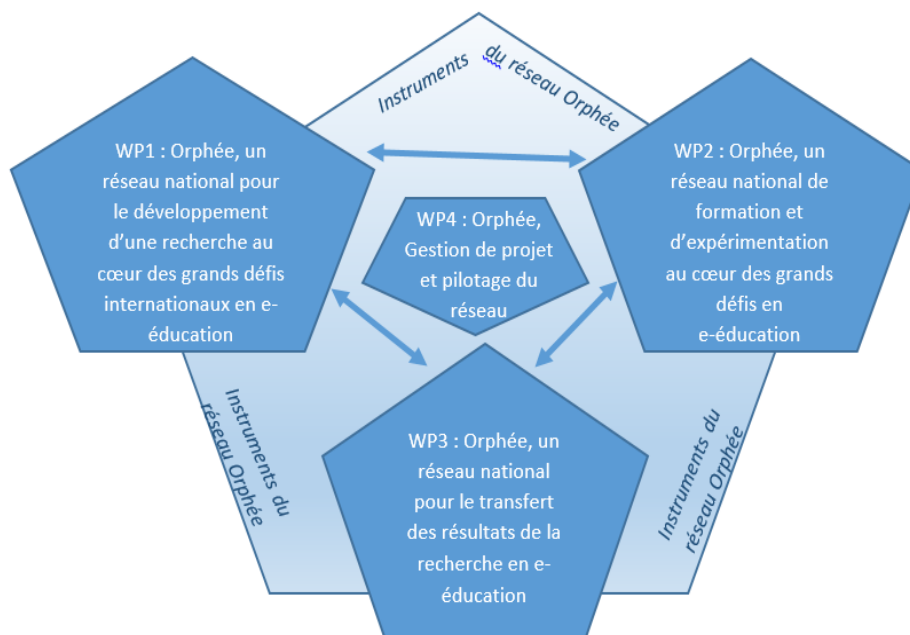 Instruments du réseau Orphée
WP1 : Orphée, un
réseau national pour
le développement
d'une recherche au
cœur des grands défis
internationaux en e-
éducation
WP2 : Orphée, un
réseau national de
formation et
d'expérimentation
au cœur des grands
défis en
e-éducation
WP4 : Orphée,
Gestion de projet
et pilotage du
réseau
Instruments du
réseau Orphée
WP3 : Orphée, un
réseau national
pour le transfert
des résultats de la
recherche en e-
éducation
Instruments du
réseau Orphée